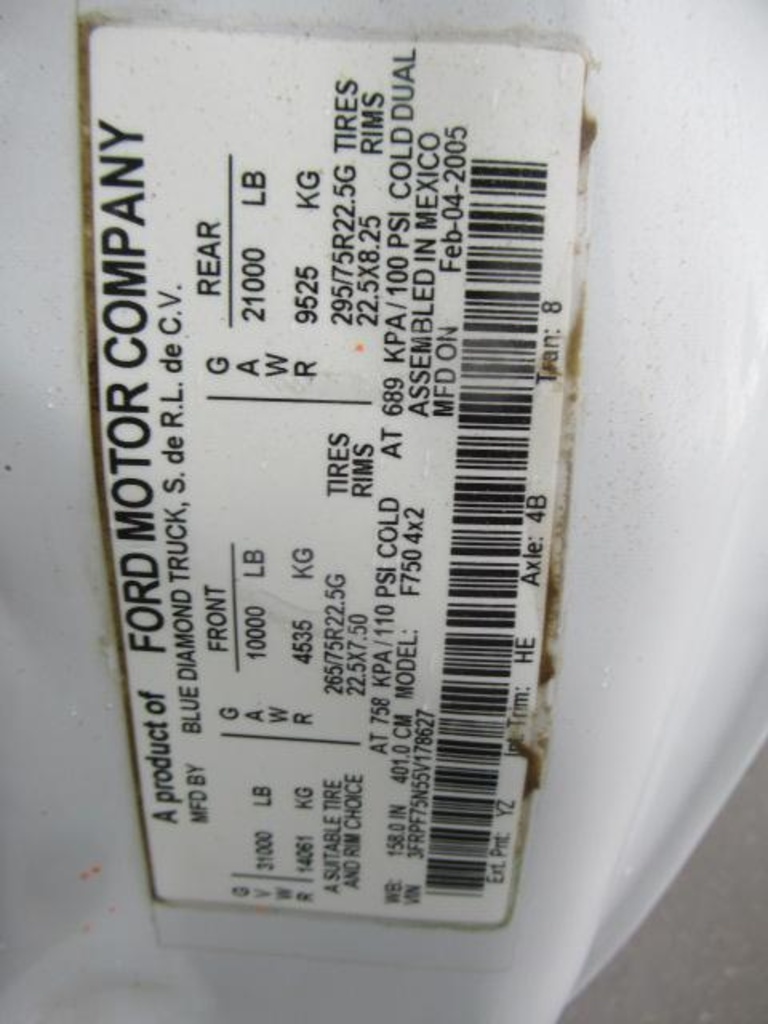 A product of FORD MOTOR COMPANY
MFD BY BLUE DIAMOND TRUCK, S. de R.L. de C.V.
FRONT REAR
GVWR 31000 LB 14061 KG
GAWR 10000 LB 4535 KG
GAWR 21000 LB 9525 KG
A SUITABLE TIRE AND RIM CHOICE
265/75R22.5G TIRES 295/75R22.5G TIRES
22.5X7.50 RIMS 22.5X8.25 RIMS
AT 758 KPA/110 PSI COLD AT 689 KPA/100 PSI COLD DUAL
WB: 158.0 IN 401.0 CM MODEL: F750 4x2 ASSEMBLED IN MEXICO
VIN 3FRPF75N55V178627 MFD ON Feb-04-2005
Ext. Pnt: YZ Int Trim: HE Axle: 4B Tran: 8